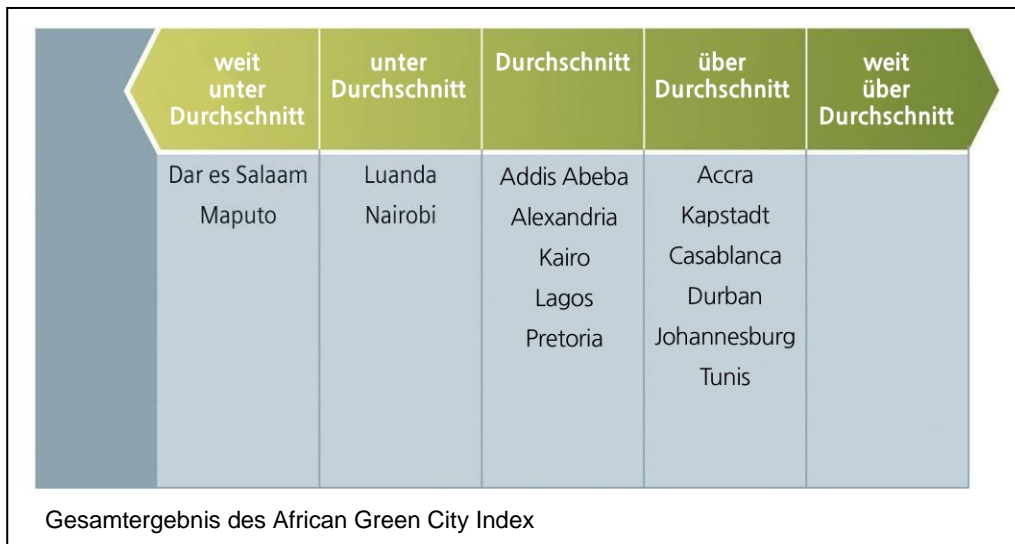 weit
unter
Durchschnitt
unter
Durchschnitt
Durchschnitt
über
Durchschnitt
weit
über
Durchschnitt
Dar es Salaam
Maputo
Luanda
Nairobi
Addis Abeba
Alexandria
Kairo
Lagos
Pretoria
Accra
Kapstadt
Casablanca
Durban
Johannesburg
Tunis
Gesamtergebnis des African Green City Index